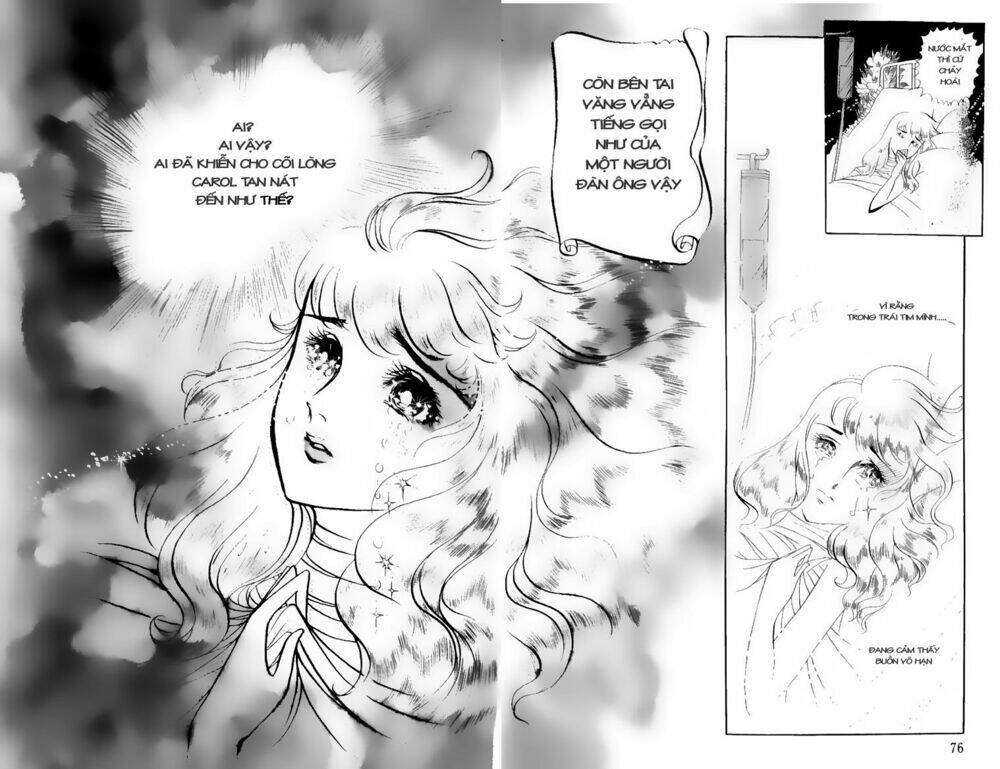 NƯỚC MẮT
THÌ CỨ
CHẢY
HOÀI
VÌ RẰNG
TRONG TRÁI TIM MÌNH.....
ĐANG CẢM THẤY
BUỒN VÔ HẠN
CÒN BÊN TAI
VĂNG VẲNG
TIẾNG GỌI
NHƯ CỦA
MỘT NGƯỜI
ĐÀN ÔNG VẬY
AI?
AI VẬY?
AI ĐÃ KHIẾN CHO CÕI LÒNG
CAROL TAN NÁT
ĐẾN NHƯ THẾ?
76